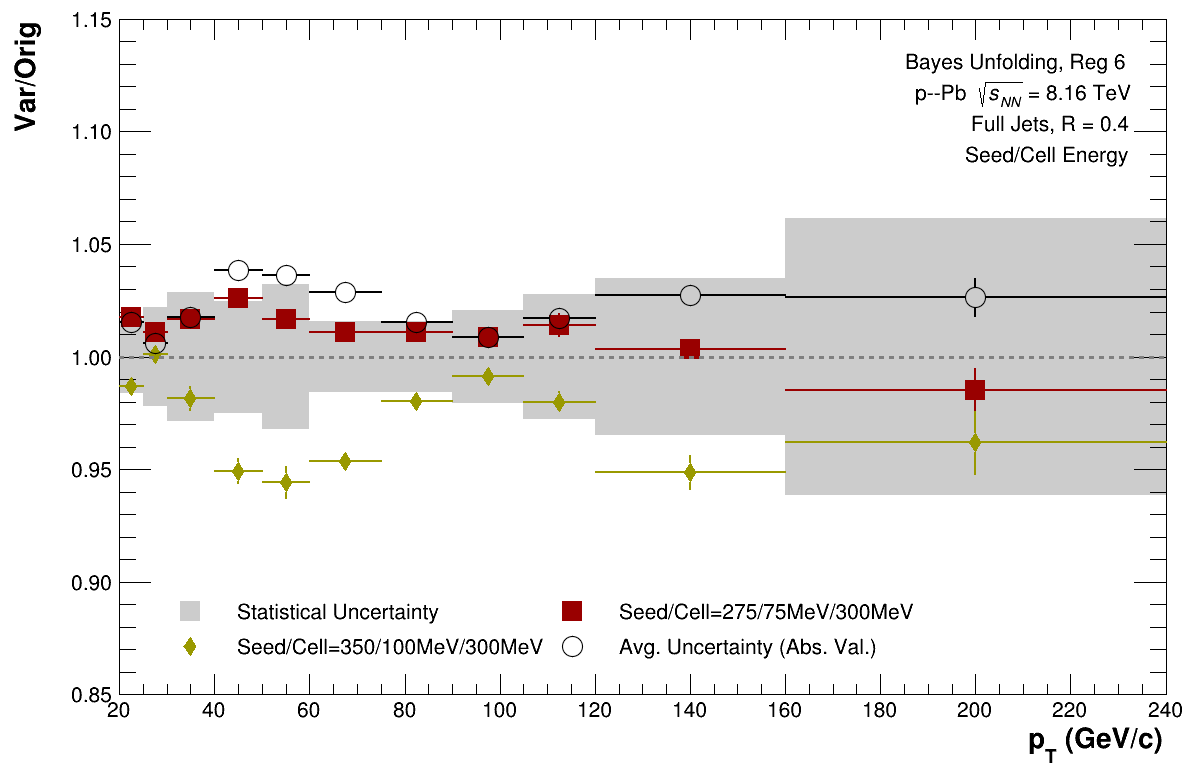 Var/Orig
1.15
1.10
1.05
1.00
0.95
0.90
0.85
Bayes Unfolding, Reg 6
p--Pb √sNN = 8.16 TeV
Full Jets, R = 0.4
Seed/Cell Energy
Statistical Uncertainty
Seed/Cell=275/75MeV/300MeV
Seed/Cell=350/100MeV/300MeV
Avg. Uncertainty (Abs. Val.)
20 40 60 80 100 120 140 160 180 200 220 240
pT (GeV/c)